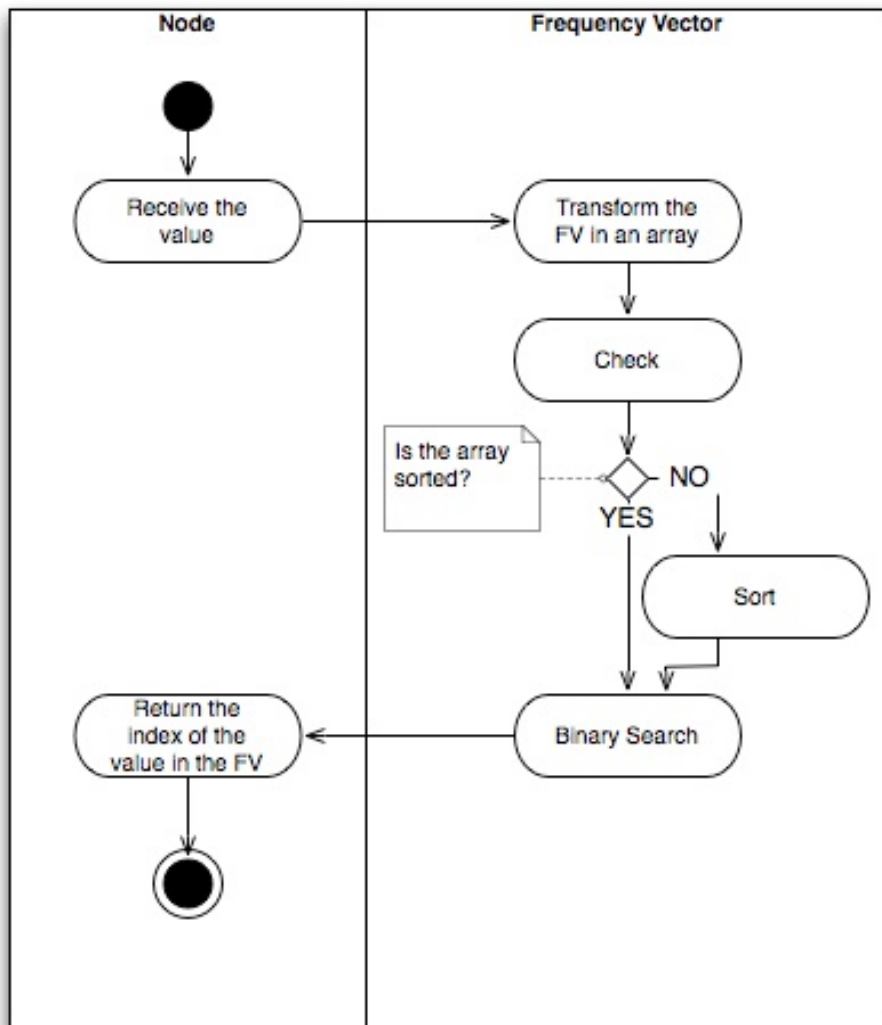 Node
Frequency Vector
Receive the
value
Transform the
FV in an array
Check
Is the array
sorted?
NO
YES
Sort
Return the
index of the
value in the FV
Binary Search